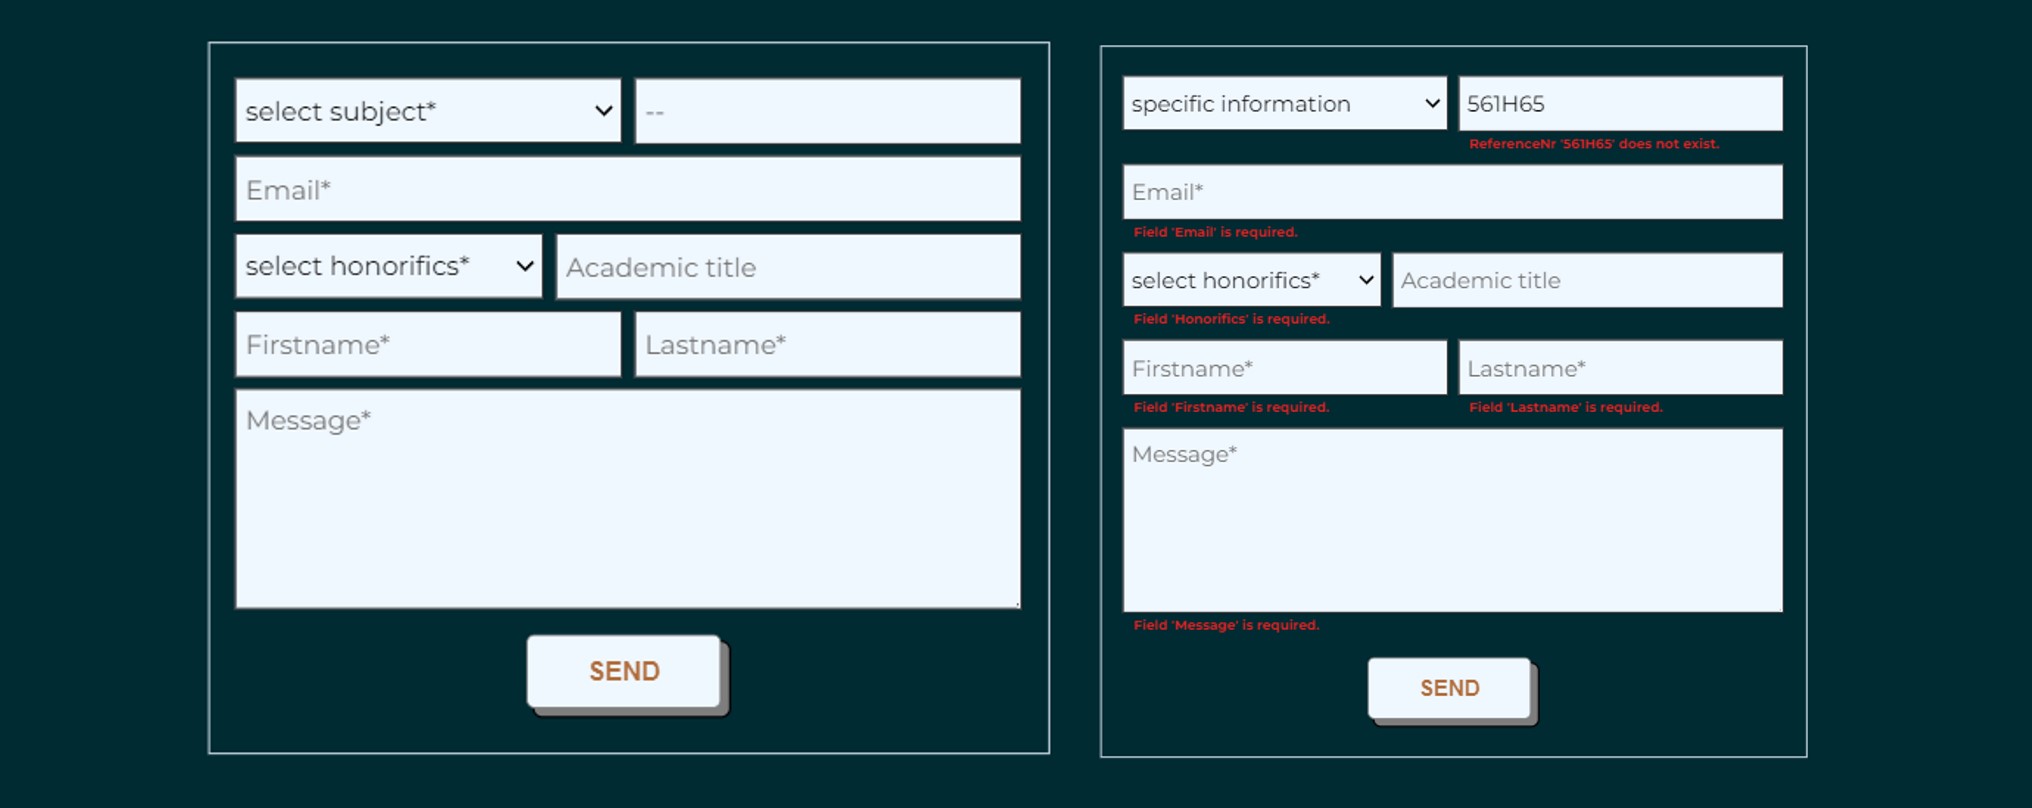 select subject*
--
Email*
select honorifics*
Academic title
Firstname*
Lastname*
Message*
SEND
specific information
561H65
ReferenceNr '561H65' does not exist.
Email*
Field 'Email' is required.
select honorifics*
Academic title
Field 'Honorifics' is required.
Firstname*
Lastname*
Field 'Firstname' is required.
Field 'Lastname' is required.
Message*
Field 'Message' is required.
SEND